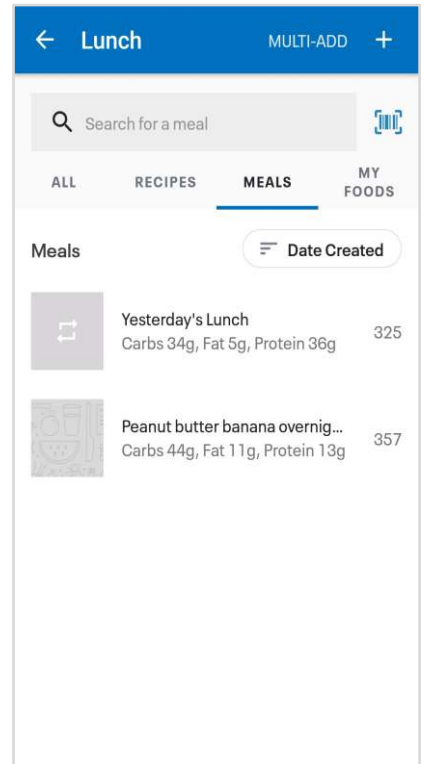 Lunch MULTI-ADD +
Search for a meal
ALL RECIPES MEALS MY FOODS
Meals Date Created
Yesterday's Lunch
Carbs 34g, Fat 5g, Protein 36g 325
Peanut butter banana overnig...
Carbs 44g, Fat 11g, Protein 13g 357